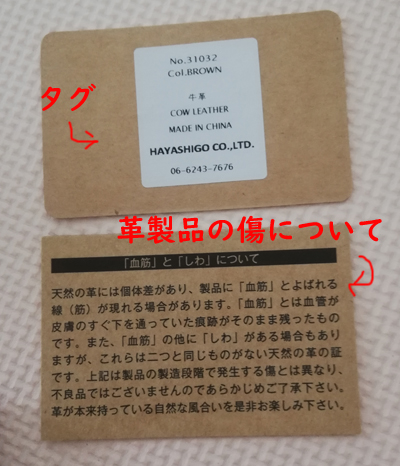 No.31032
Col.BROWN
牛革
COW LEATHER
MADE IN CHINA
HAYASHIGO CO.,LTD.
06-6243-7676
タグ
革製品の傷について
「血筋」と「しわ」について
天然の革には個体差があり、製品に「血筋」とよばれる
線（筋）が現れる場合があります。「血筋」とは血管が
皮膚のすぐ下を通っていた痕跡がそのまま残ったもの
です。また、「血筋」の他に「しわ」がある場合もあり
ますが、これらは二つと同じものがない天然の革の証
です。上記は製品の製造段階で発生する傷とは異なり、
不良品ではございませんのであらかじめご了承下さい。
革が本来持っている自然な風合いを是非お楽しみ下さい。